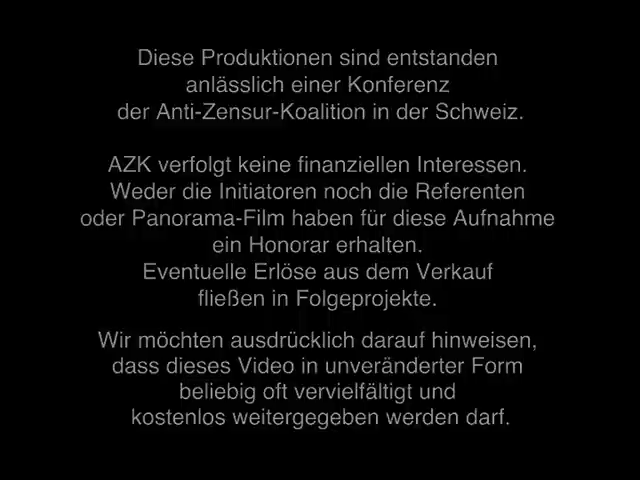 Diese Produktionen sind entstanden
anlässlich einer Konferenz
der Anti-Zensur-Koalition in der Schweiz.
AZK verfolgt keine finanziellen Interessen.
Weder die Initiatoren noch die Referenten
oder Panorama-Film haben für diese Aufnahme
ein Honorar erhalten.
Eventuelle Erlöse aus dem Verkauf
fließen in Folgeprojekte.
Wir möchten ausdrücklich darauf hinweisen,
dass dieses Video in unveränderter Form
beliebig oft vervielfältigt und
kostenlos weitergegeben werden darf.